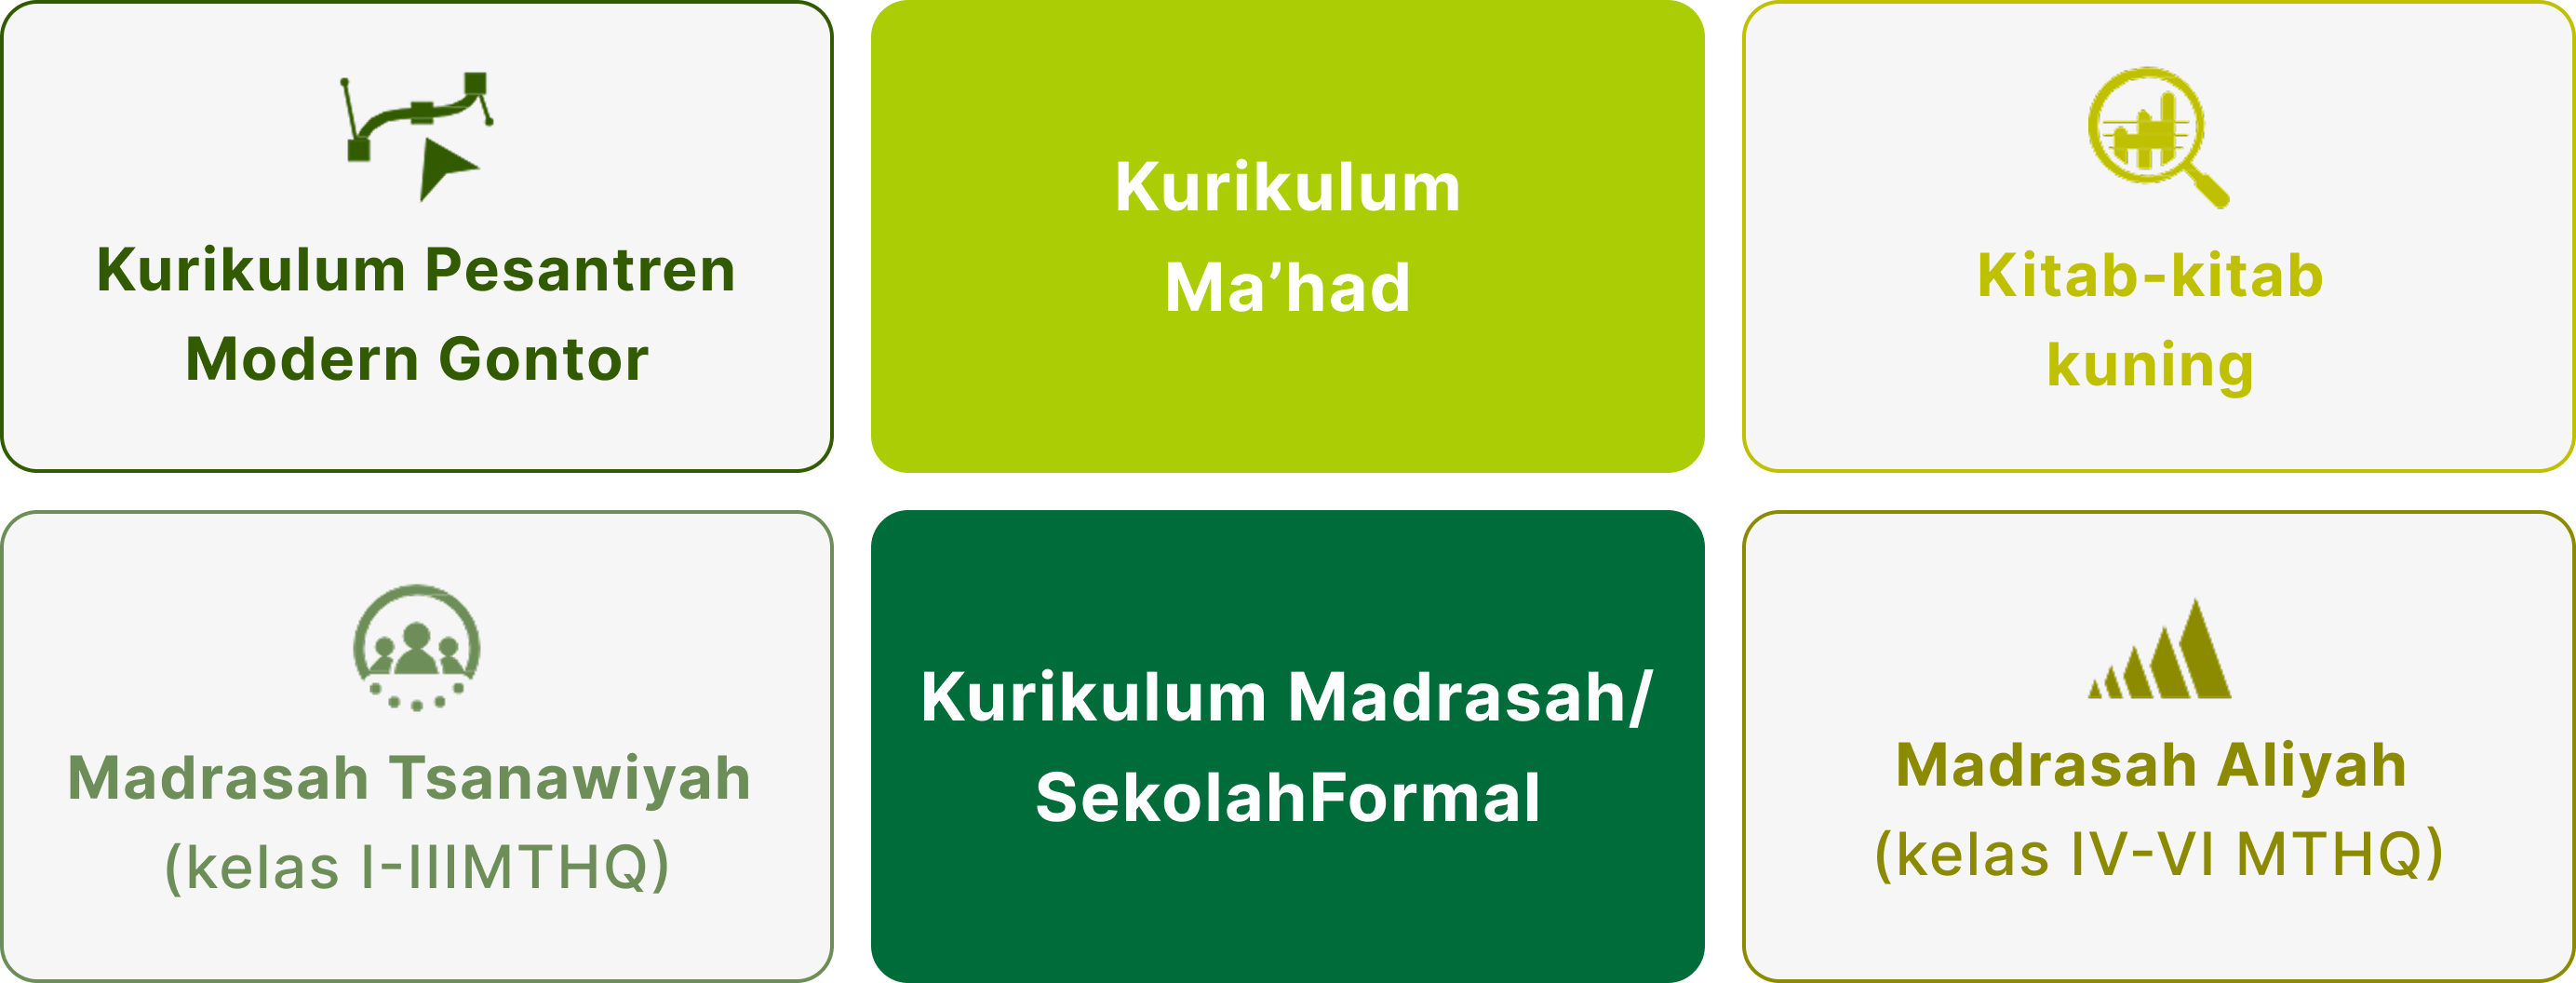 Kurikulum Pesantren
Modern Gontor
Kurikulum
Ma’had
Kitab-kitab
kuning
Madrasah Tsanawiyah
(kelas I-IIIMTHQ)
Kurikulum Madrasah/
SekolahFormal
Madrasah Aliyah
(kelas IV-VI MTHQ)